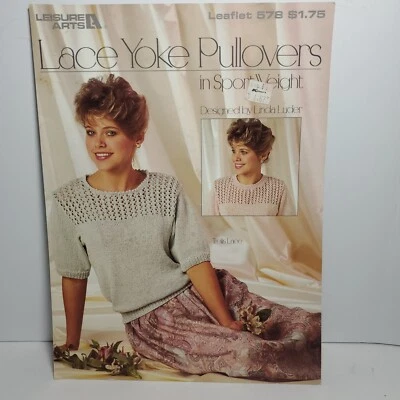 LEISURE
ARTS
Leaflet 578 $1.75
Lace Yoke Pullovers
in Sport Weight
Designed by Linda Luder
Trellis Lace